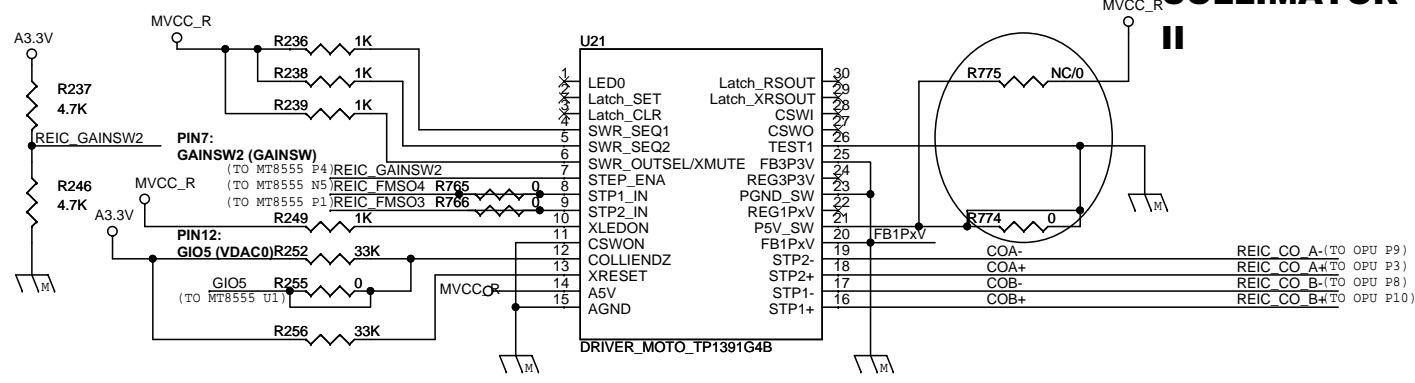 MVCC_R
COLLIMATOR
II
MVCC_R
A3.3V
R237
4.7K
REIC_GAINSW2
R246
4.7K
R236 1K
R238 1K
R239 1K
PIN7:
GAINSW2 (GAINSW)
(TO MT8555 P4) REIC_GAINSW2
(TO MT8555 N5) REIC_FMSO4 R765 0
(TO MT8555 P1) REIC_FMSO3 R766 0
MVCC_R
A3.3V
R249 1K
PIN12:
GIO5 (VDAC0) R252 33K
GIO5 R255 0
(TO MT8555 U1)
R256 33K
MVCC_R
M
U21
1 LED0
2 Latch_SET
3 Latch_CLR
4 SWR_SEQ1
5 SWR_SEQ2
6 SWR_OUTSEL/XMUTE
7 STEP_ENA
8 STP1_IN
9 STP2_IN
10 XLEDON
11 CSWON
12 COLLIENDZ
13 XRESET
14 A5V
15 AGND
Latch_RSOUT 30
Latch_XRSOUT 29
CSWI 28
CSWO 27
TEST1 26
FB3P3V 25
REG3P3V 24
PGND_SW 23
REG1PxV 22
P5V_SW 21
FB1PxV 20
STP2- 19
STP2+ 18
STP1- 17
STP1+ 16
DRIVER_MOTO_TP1391G4B
M
M
R775 NC/0
R774 0
M
FB1PxV
COA- REIC_CO_A- (TO OPU P9)
COA+ REIC_CO_A+ (TO OPU P3)
COB- REIC_CO_B- (TO OPU P8)
COB+ REIC_CO_B+ (TO OPU P10)